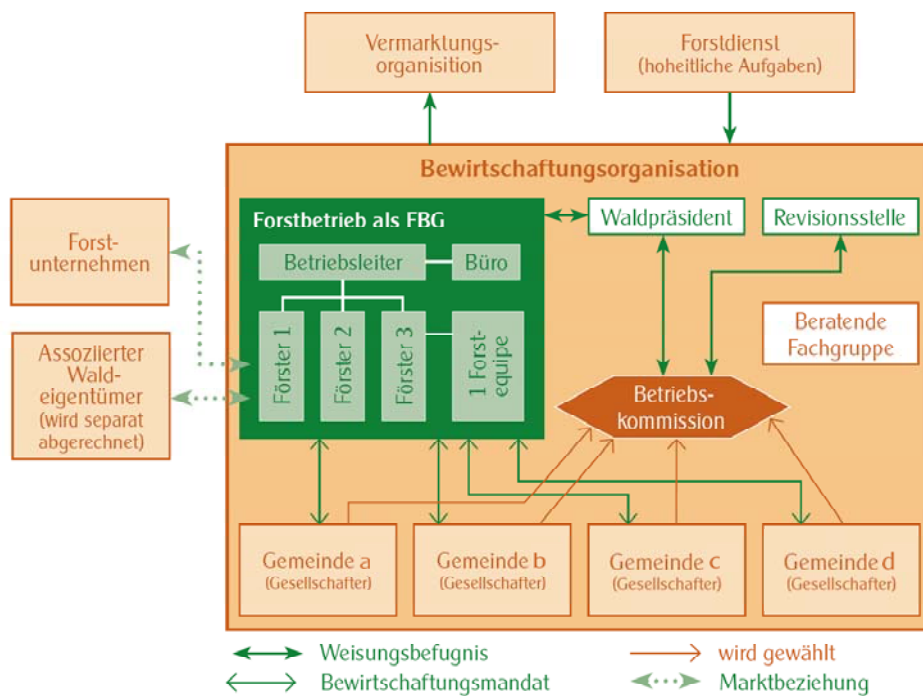 Vermarktungs-
organisition
Forstdienst
(hoheitliche Aufgaben)
Bewirtschaftungsorganisation
Forstbetrieb als FBG
Waldpräsident
Revisionsstelle
Forst-
unternehmen
Betriebsleiter
Büro
Förster 1
Förster 2
Förster 3
1 Forst-
equipe
Beratende
Fachgruppe
Assoziierter
Wald-
eigentümer
(wird separat
abgerechnet)
Betriebs-
kommission
Gemeinde a
(Gesellschafter)
Gemeinde b
(Gesellschafter)
Gemeinde c
(Gesellschafter)
Gemeinde d
(Gesellschafter)
Weisungsbefugnis
wird gewählt
Bewirtschaftungsmandat
Marktbeziehung